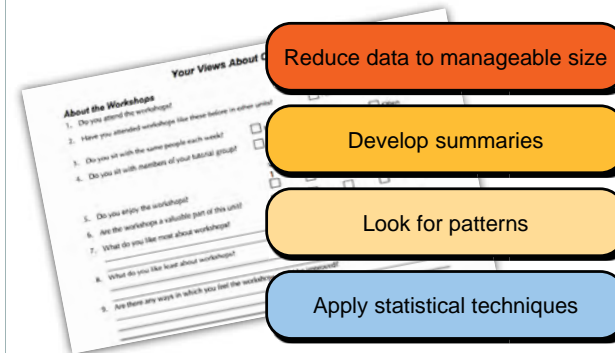 Your Views About
About the Workshops
1. Do you attend the workshops?
2. Have you attended workshops like these before in other units?
3. Do you sit with the same people each week?
4. Do you sit with members of your tutorial group?
5. Do you enjoy the workshops?
6. Are the workshops a valuable part of this unit?
7. What do you like most about workshops?
8. What do you like least about workshops?
9. Are there any ways in which you feel the workshops
Reduce data to manageable size
Develop summaries
Look for patterns
Apply statistical techniques